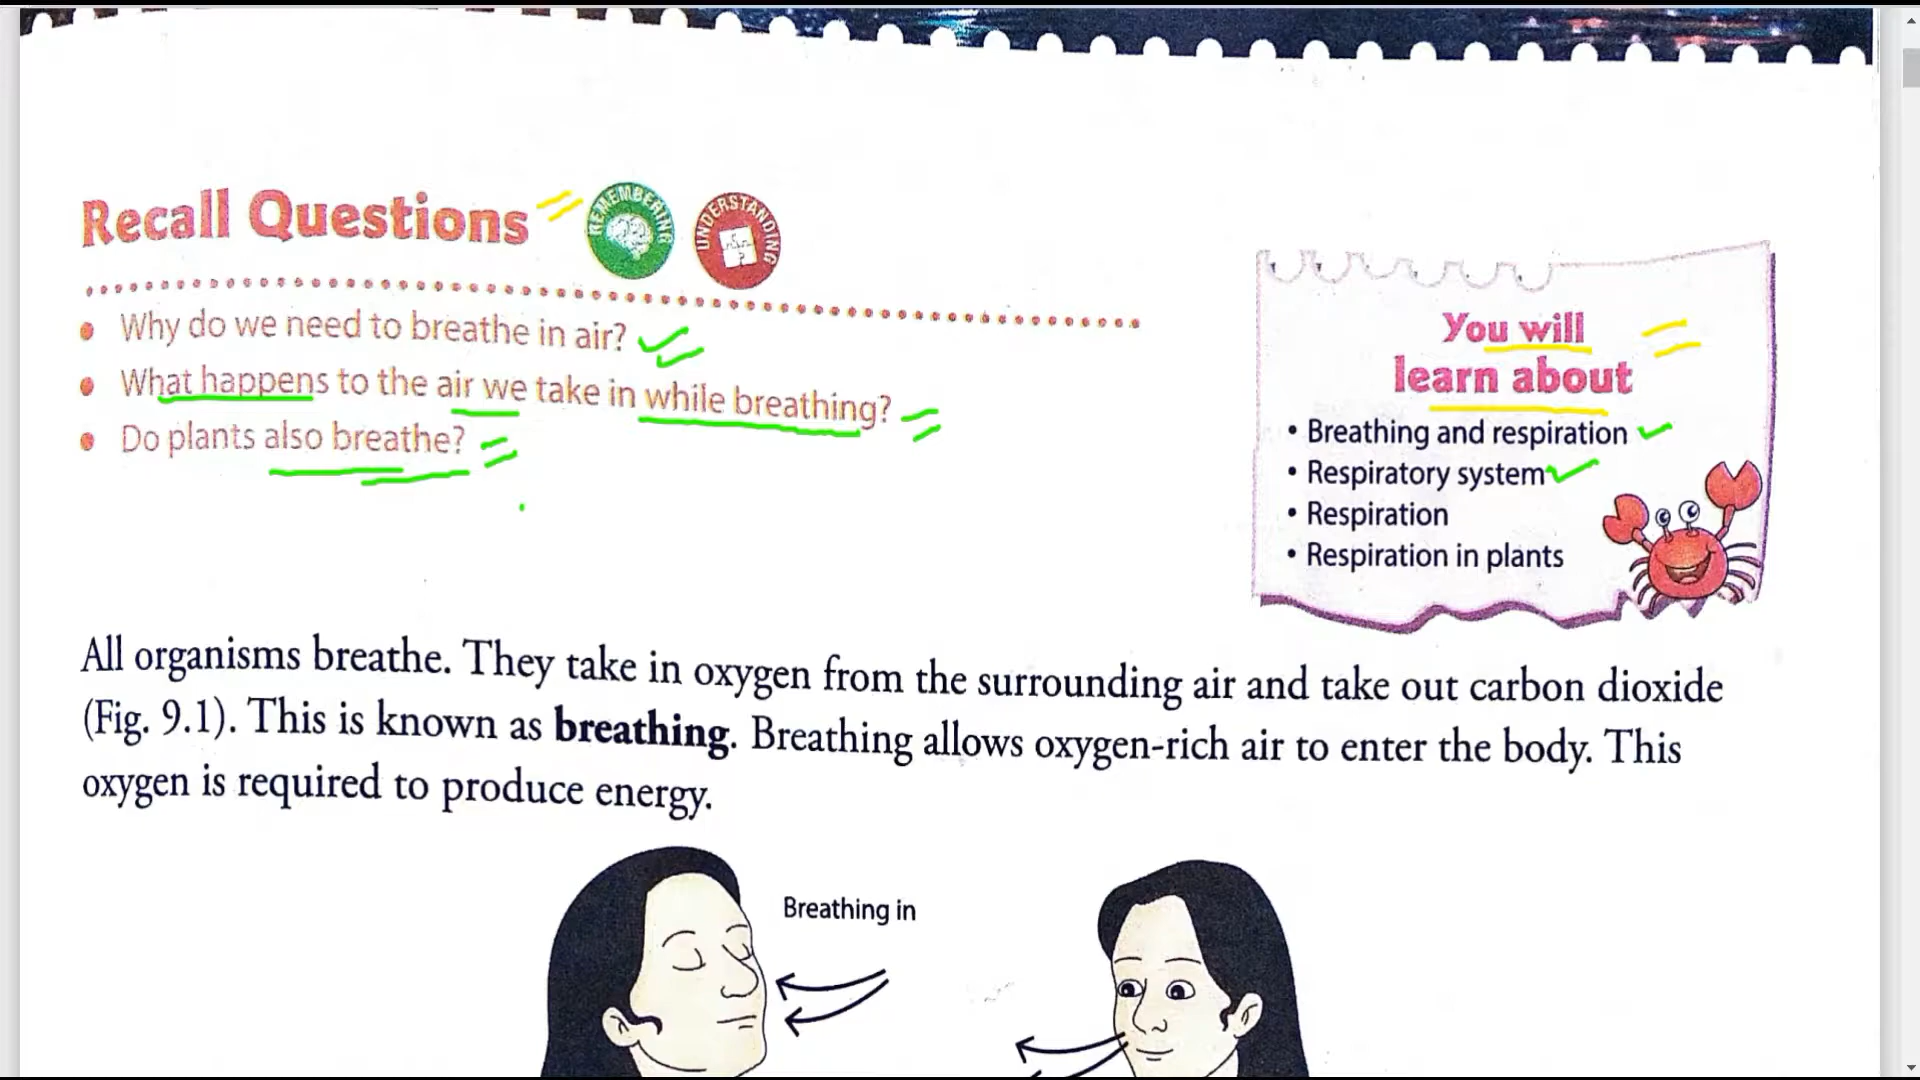 Recall Questions
REMEMBERING
UNDERSTANDING
• Why do we need to breathe in air?
• What happens to the air we take in while breathing?
• Do plants also breathe?
You will
learn about
• Breathing and respiration
• Respiratory system
• Respiration
• Respiration in plants
All organisms breathe. They take in oxygen from the surrounding air and take out carbon dioxide
(Fig. 9.1). This is known as breathing. Breathing allows oxygen-rich air to enter the body. This
oxygen is required to produce energy.
Breathing in